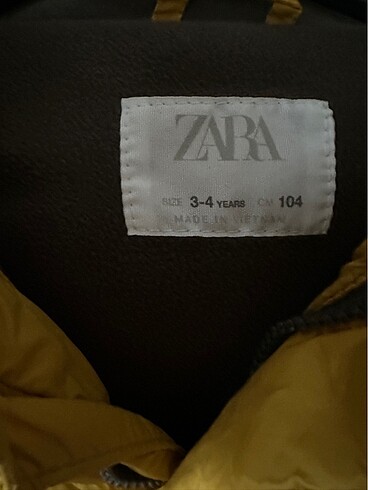 ZARA
SIZE 3-4 YEARS CM 104
MADE IN VIETNAM